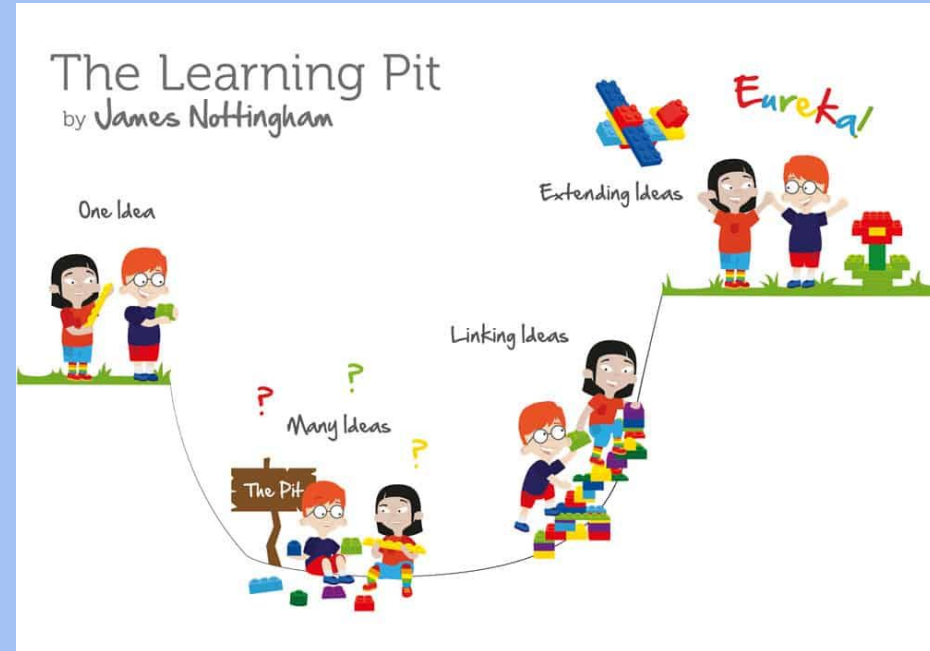 The Learning Pit
by James Nottingham
Eureka!
Extending Ideas
One Idea
Linking Ideas
?
?
Many Ideas
?
The Pit